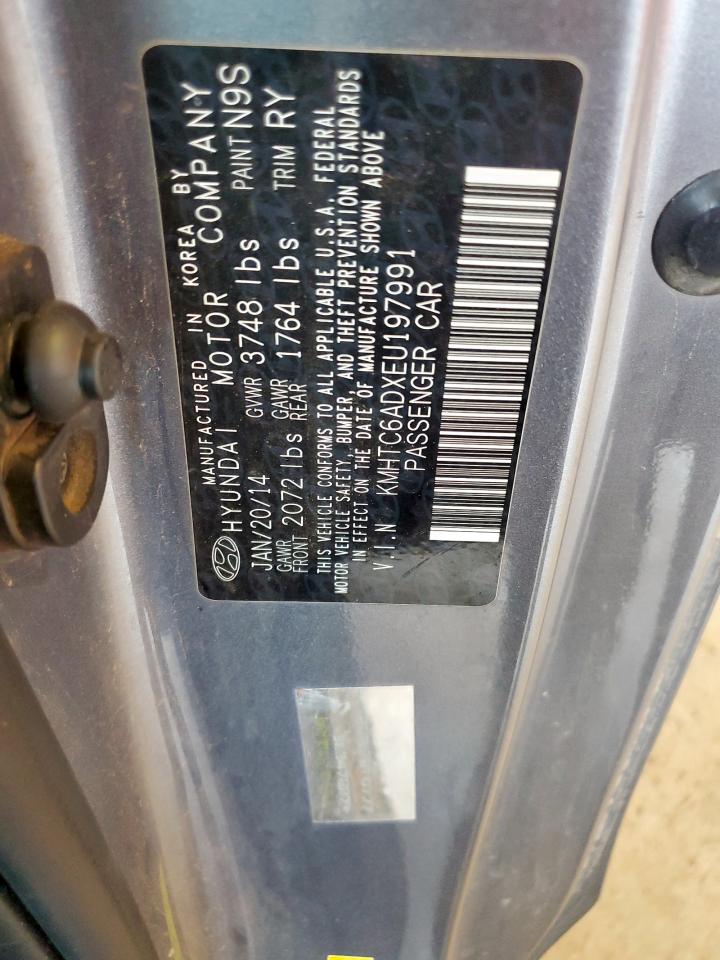 MANUFACTURED IN KOREA BY
HYUNDAI MOTOR COMPANY
JAN/20/14 GVWR 3748 lbs PAINT N9S
GAWR FRONT 2072lbs GAWR REAR 1764 lbs TRIM RY
THIS VEHICLE CONFORMS TO ALL APPLICABLE U.S.A. FEDERAL
MOTOR VEHICLE SAFETY, BUMPER, AND THEFT PREVENTION STANDARDS
IN EFFECT ON THE DATE OF MANUFACTURE SHOWN ABOVE
V.I.N KMHTC6ADXEU197991
PASSENGER CAR